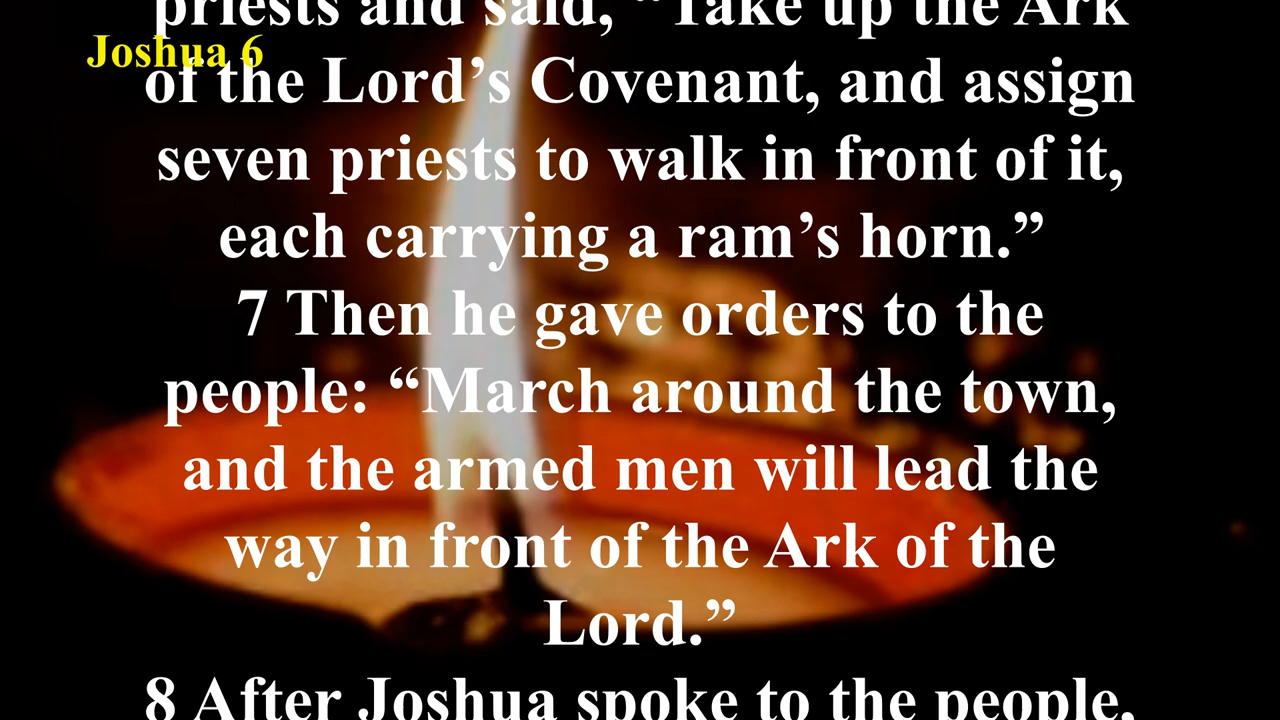 priests and said, “Take up the Ark
Joshua 6
of the Lord’s Covenant, and assign
seven priests to walk in front of it,
each carrying a ram’s horn.”
7 Then he gave orders to the
people: “March around the town,
and the armed men will lead the
way in front of the Ark of the
Lord.”
8 After Joshua spoke to the people,